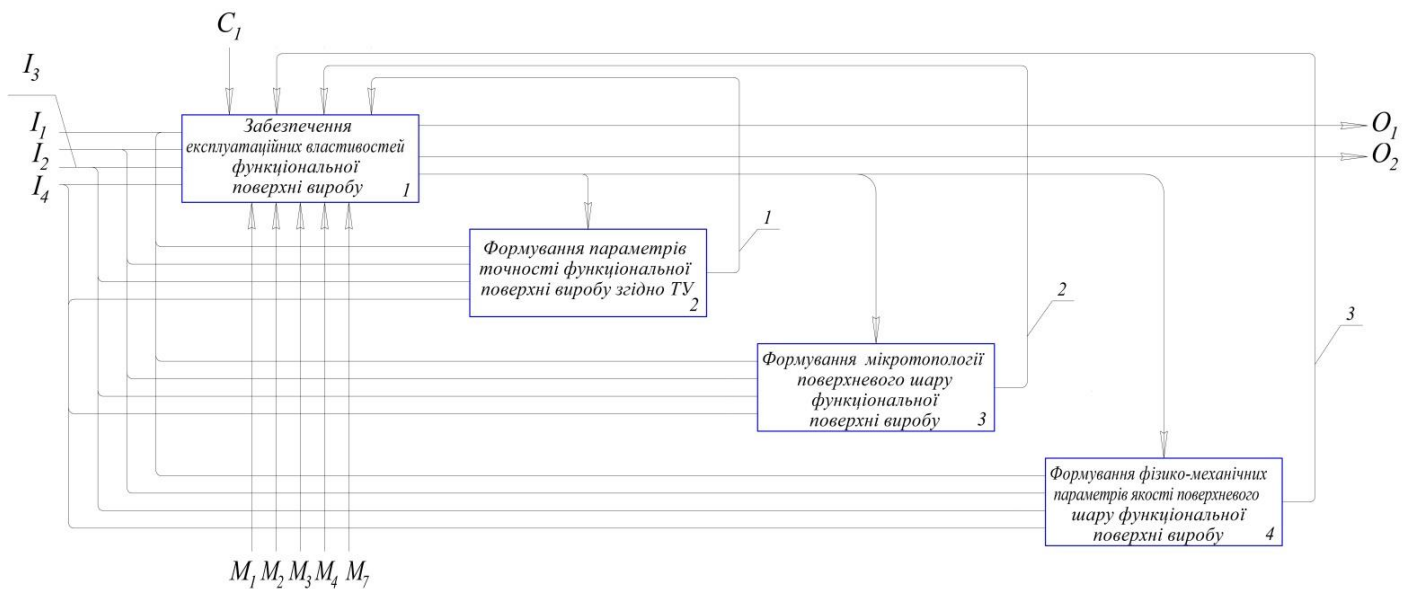 C1
I3
I1
I2
I4
Забезпечення
експлуатаційних властивостей
функціональної
поверхні виробу
1
O1
O2
1
Формування параметрів
точності функціональної
поверхні виробу згідно ТУ
2
2
3
Формування мікротопології
поверхневого шару
функціональної
поверхні виробу
3
Формування фізико-механічних
параметрів якості поверхневого
шару функціональної
поверхні виробу
4
M1 M2 M3 M4 M7